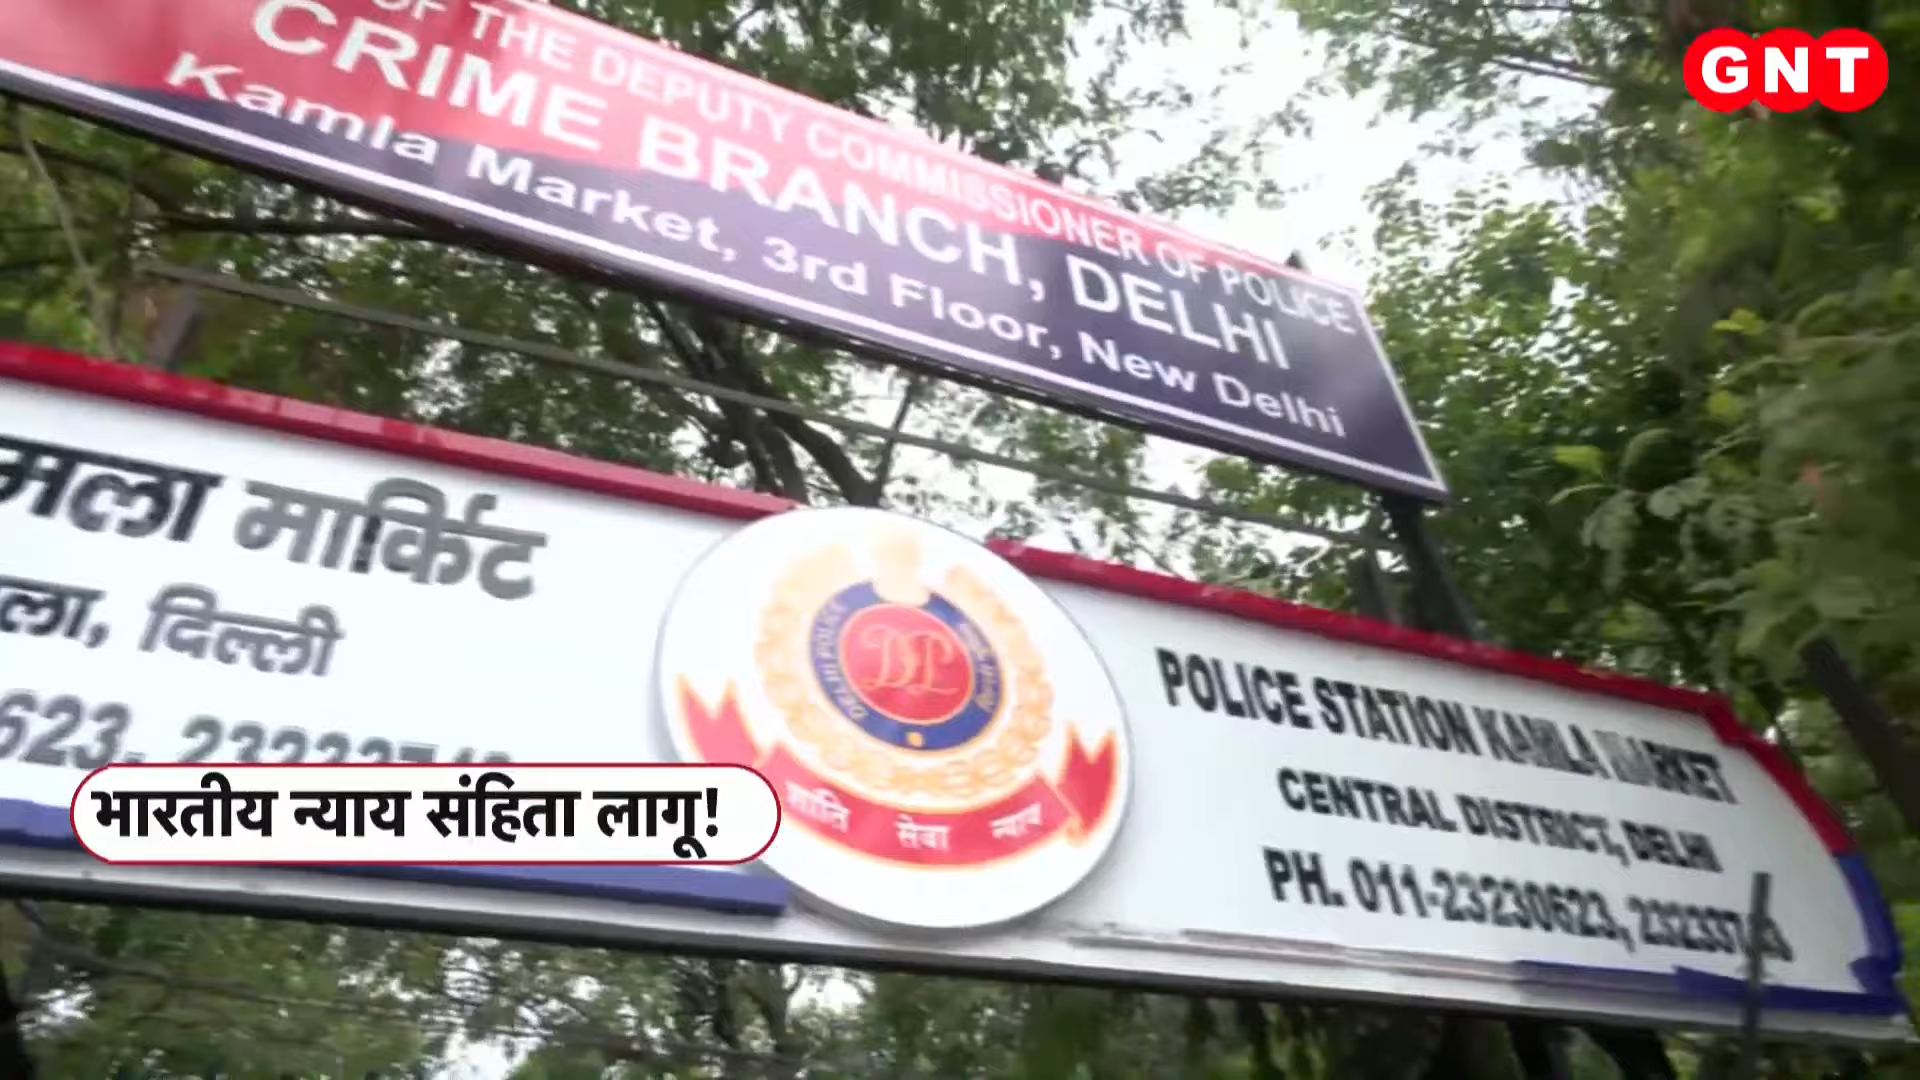 GNT
OF THE DEPUTY COMMISSIONER OF POLICE
CRIME BRANCH, DELHI
Kamla Market, 3rd Floor, New Delhi
मला मार्किट
ला, दिल्ली
623,
DELHI POLICE
DP
शांति सेवा न्याय
POLICE STATION KAMLA MARKET
CENTRAL DISTRICT, DELHI
PH. 011-23230623,
भारतीय न्याय संहिता लागू!